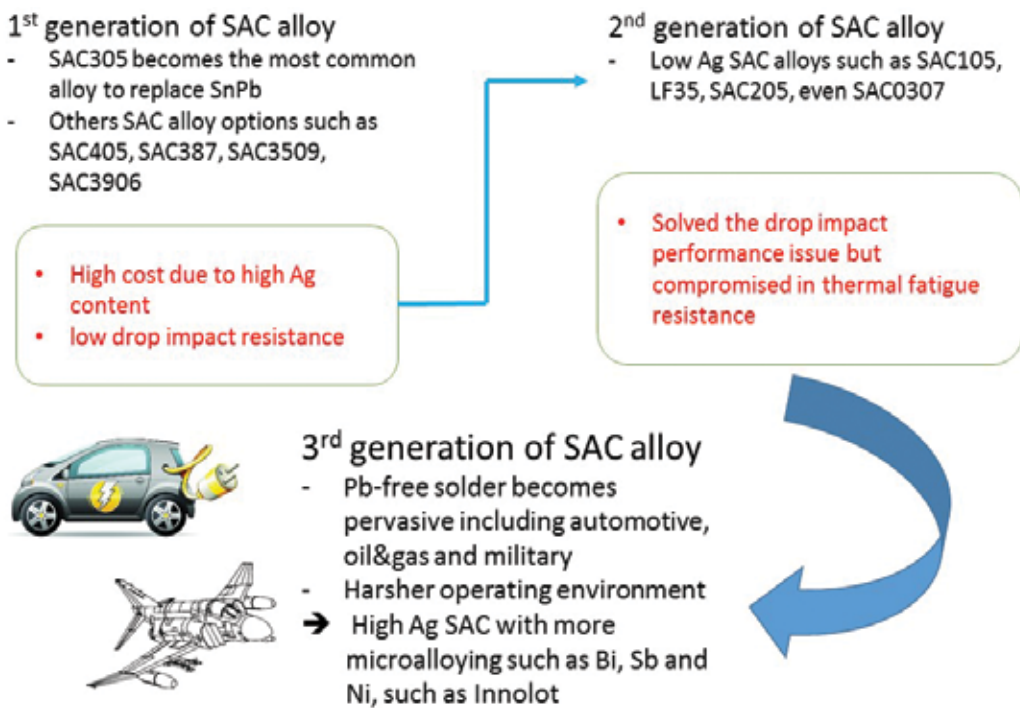 1st generation of SAC alloy
- SAC305 becomes the most common
alloy to replace SnPb
- Others SAC alloy options such as
SAC405, SAC387, SAC3509,
SAC3906
• High cost due to high Ag
content
• low drop impact resistance
2nd generation of SAC alloy
- Low Ag SAC alloys such as SAC105,
LF35, SAC205, even SAC0307
• Solved the drop impact
performance issue but
compromised in thermal fatigue
resistance
3rd generation of SAC alloy
- Pb-free solder becomes
pervasive including automotive,
oil&gas and military
- Harsher operating environment
➔ High Ag SAC with more
microalloying such as Bi, Sb and
Ni, such as Innolot